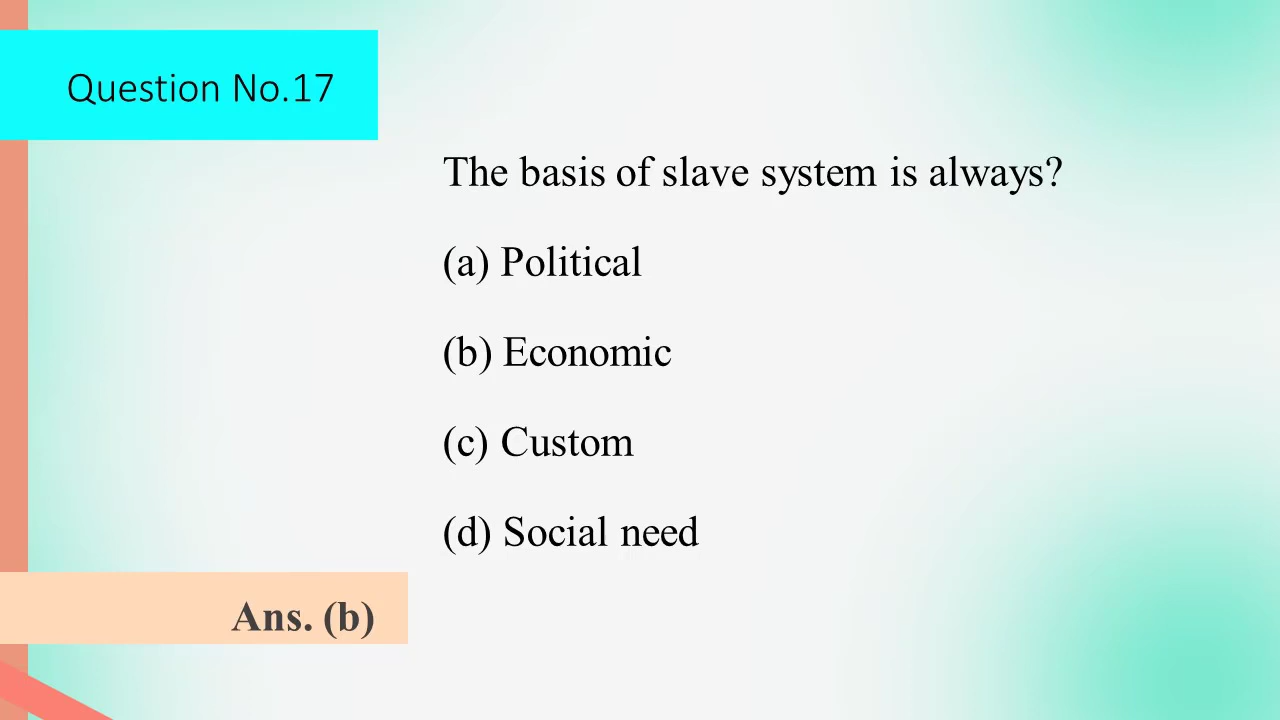 Question No.17
The basis of slave system is always?
(a) Political
(b) Economic
(c) Custom
(d) Social need
Ans. (b)